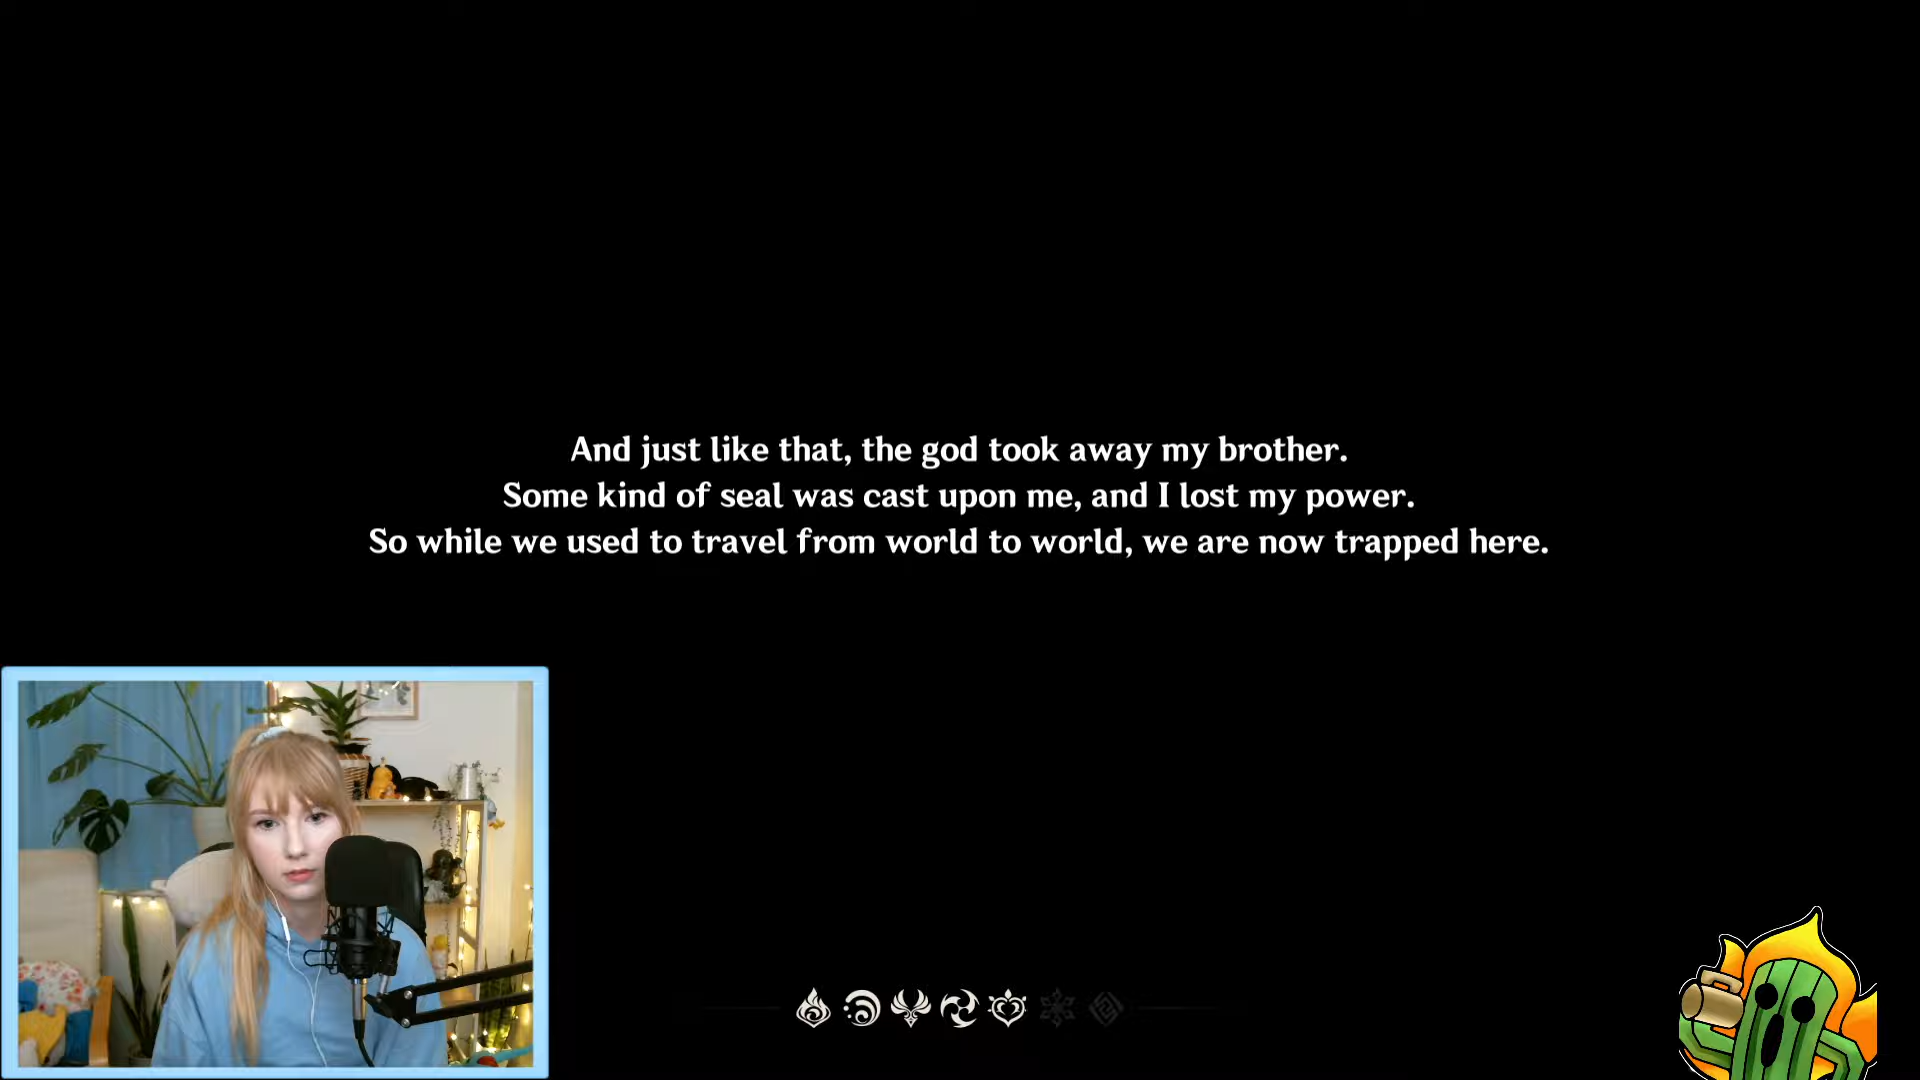 And just like that, the god took away my brother.
Some kind of seal was cast upon me, and I lost my power.
So while we used to travel from world to world, we are now trapped here.